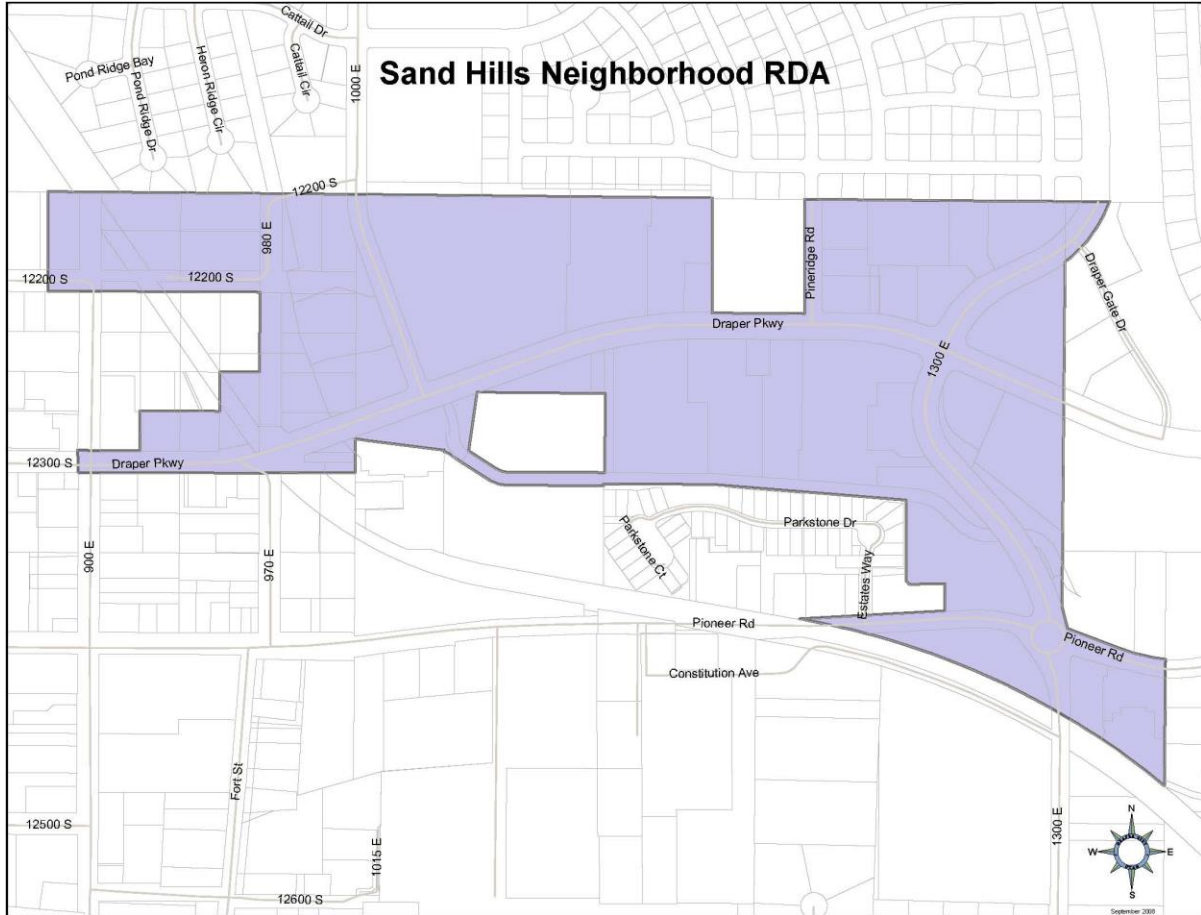 Cattail Dr
Sand Hills Neighborhood RDA
Pond Ridge Bay
Heron Ridge Cir
Cattail Cir
1000 E
Pond Ridge Dr
12200 S
980 E
Pineridge Rd
12200 S
12200 S
Draper Gate Dr
Draper Pkwy
1300 E
12300 S
Draper Pkwy
Parkstone Dr
Parkstone Ct
900 E
970 E
Estates Way
Pioneer Rd
Pioneer Rd
Constitution Ave
Fort St
12500 S
1015 E
1300 E
N
W
E
S
12600 S